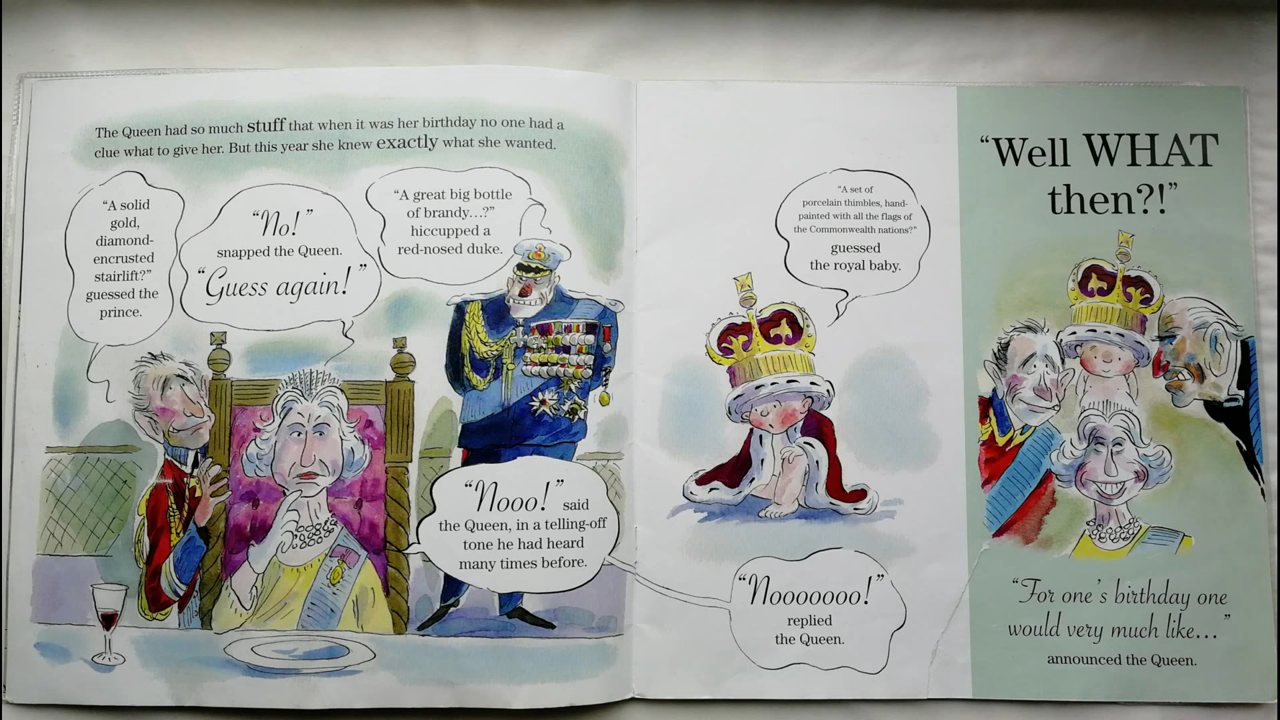 The Queen had so much stuff that when it was her birthday no one had a
clue what to give her. But this year she knew exactly what she wanted.
“A solid
gold,
diamond-
encrusted
stairlift?”
guessed the
prince.
“No!”
snapped the Queen.
“Guess again!”
“A great big bottle
of brandy...?”
hiccupped a
red-nosed duke.
“Nooo!” said
the Queen, in a telling-off
tone he had heard
many times before.
“A set of
porcelain thimbles, hand-
painted with all the flags of
the Commonwealth nations?”
guessed
the royal baby.
“Nooooooo!”
replied
the Queen.
“Well WHAT
then?!”
“For one’s birthday one
would very much like...”
announced the Queen.